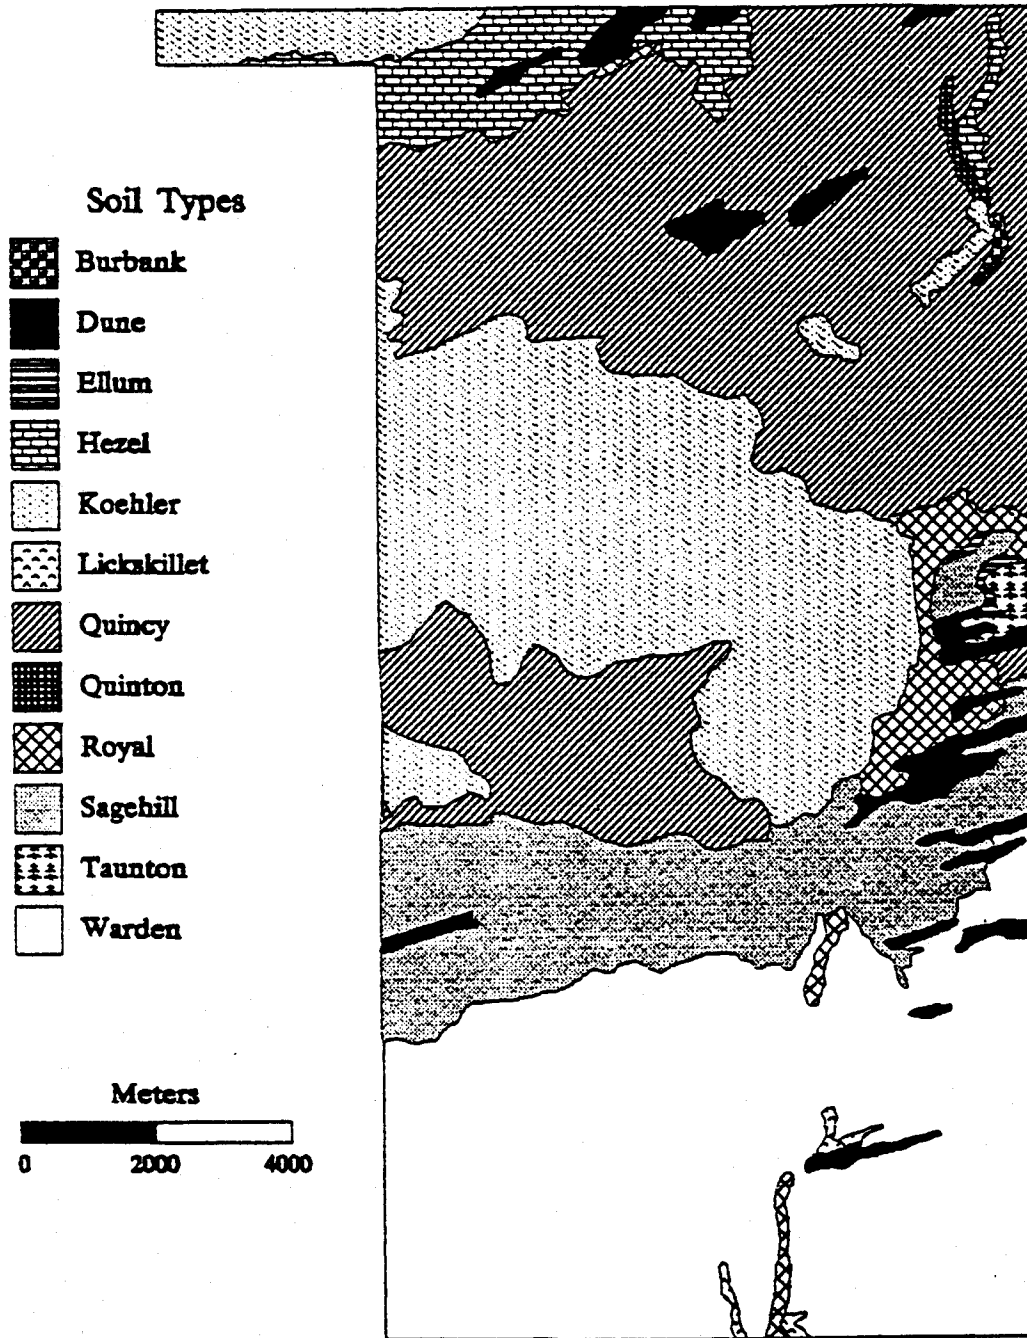 Soil Types
Burbank
Dune
Ellum
Hezel
Koehler
Lickskillet
Quincy
Quinton
Royal
Sagehill
Taunton
Warden
Meters
0 2000 4000